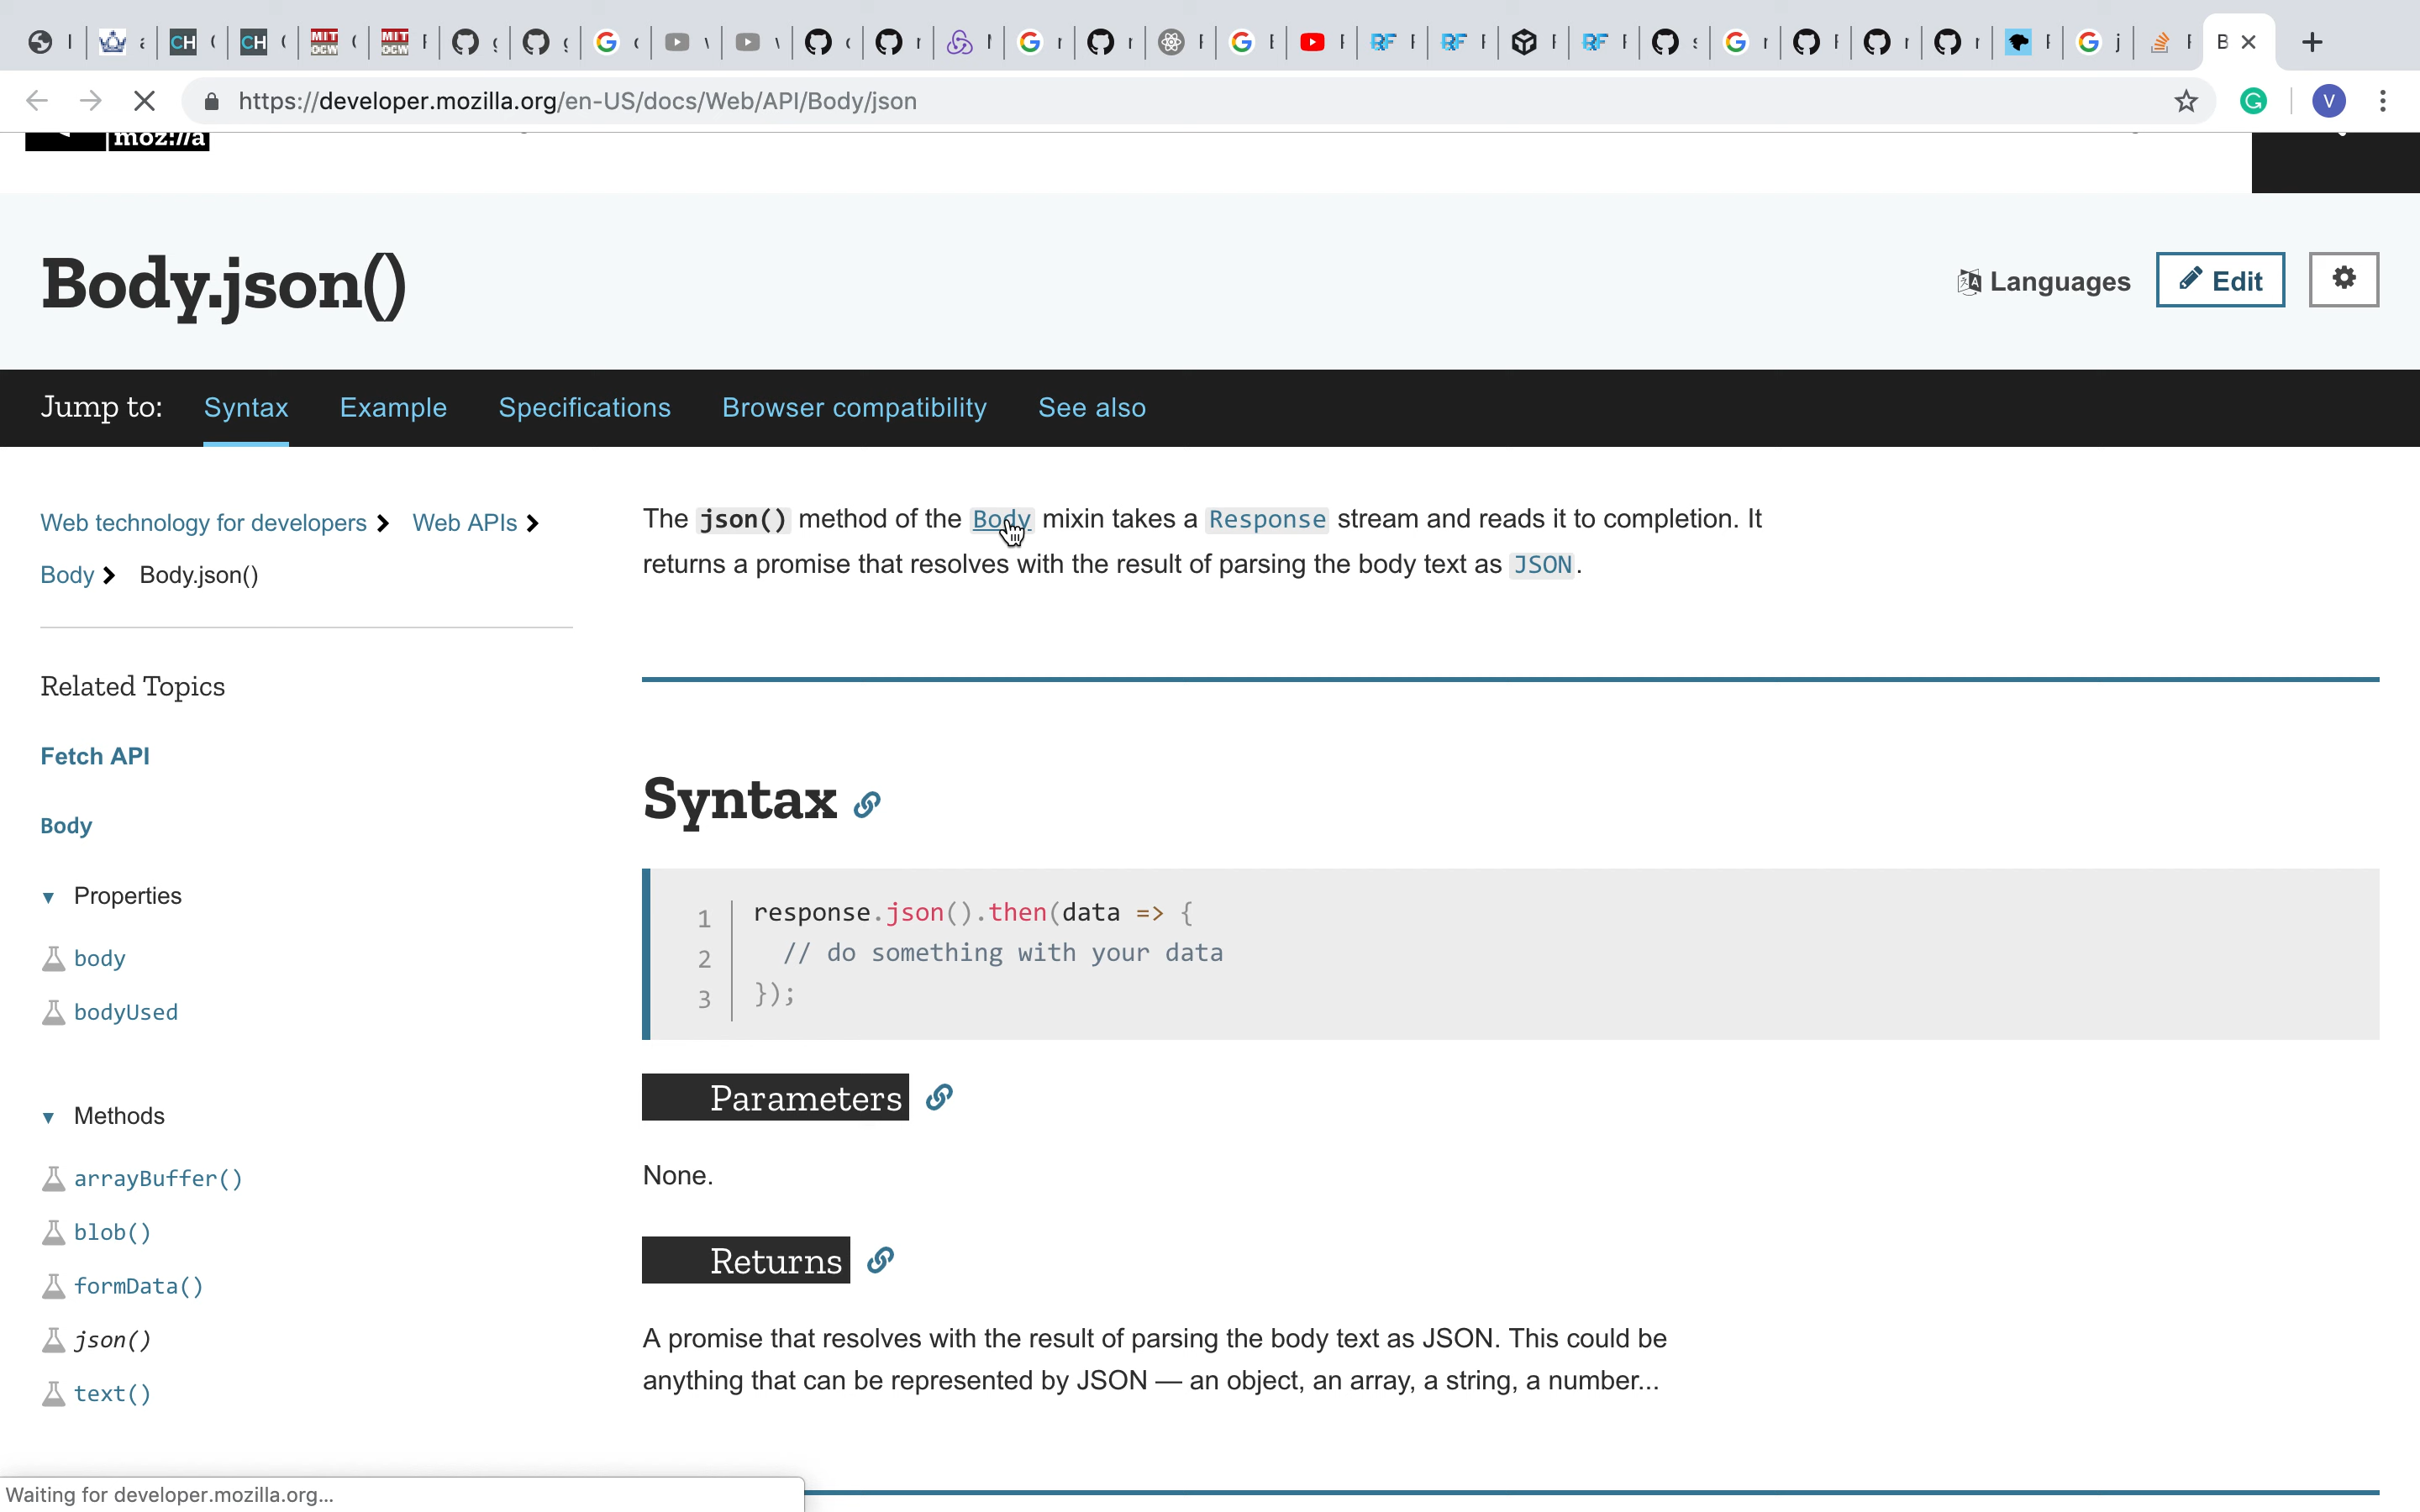 https://developer.mozilla.org/en-US/docs/Web/API/Body/json
moz://a
Body.json()
Languages
Edit
Jump to: Syntax Example Specifications Browser compatibility See also
Web technology for developers Web APIs
Body Body.json()
The json() method of the Body mixin takes a Response stream and reads it to completion. It
returns a promise that resolves with the result of parsing the body text as JSON.
Related Topics
Fetch API
Body
Properties
body
bodyUsed
Methods
arrayBuffer()
blob()
formData()
json()
text()
Syntax
1 response.json().then(data => {
2 // do something with your data
3 });
Parameters
None.
Returns
A promise that resolves with the result of parsing the body text as JSON. This could be
anything that can be represented by JSON — an object, an array, a string, a number...
Waiting for developer.mozilla.org...